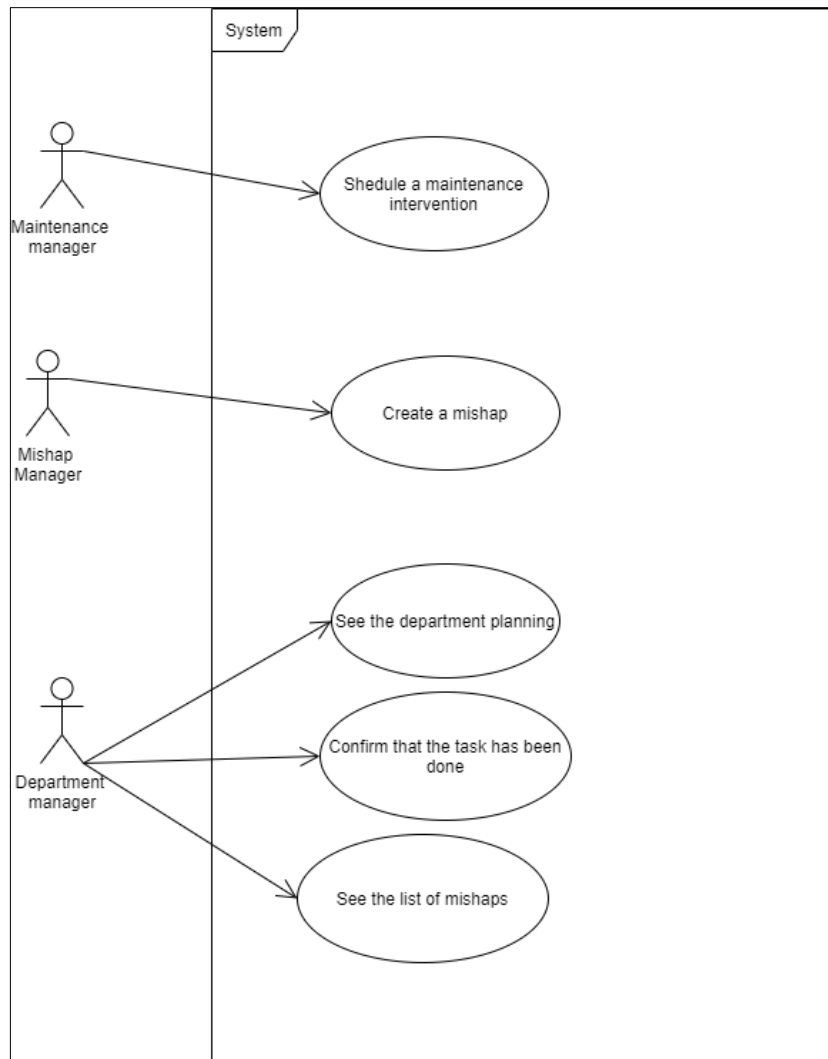 System
Shedule a maintenance
intervention
Maintenance
manager
Create a mishap
Mishap
Manager
See the department planning
Confirm that the task has been
done
Department
manager
See the list of mishaps